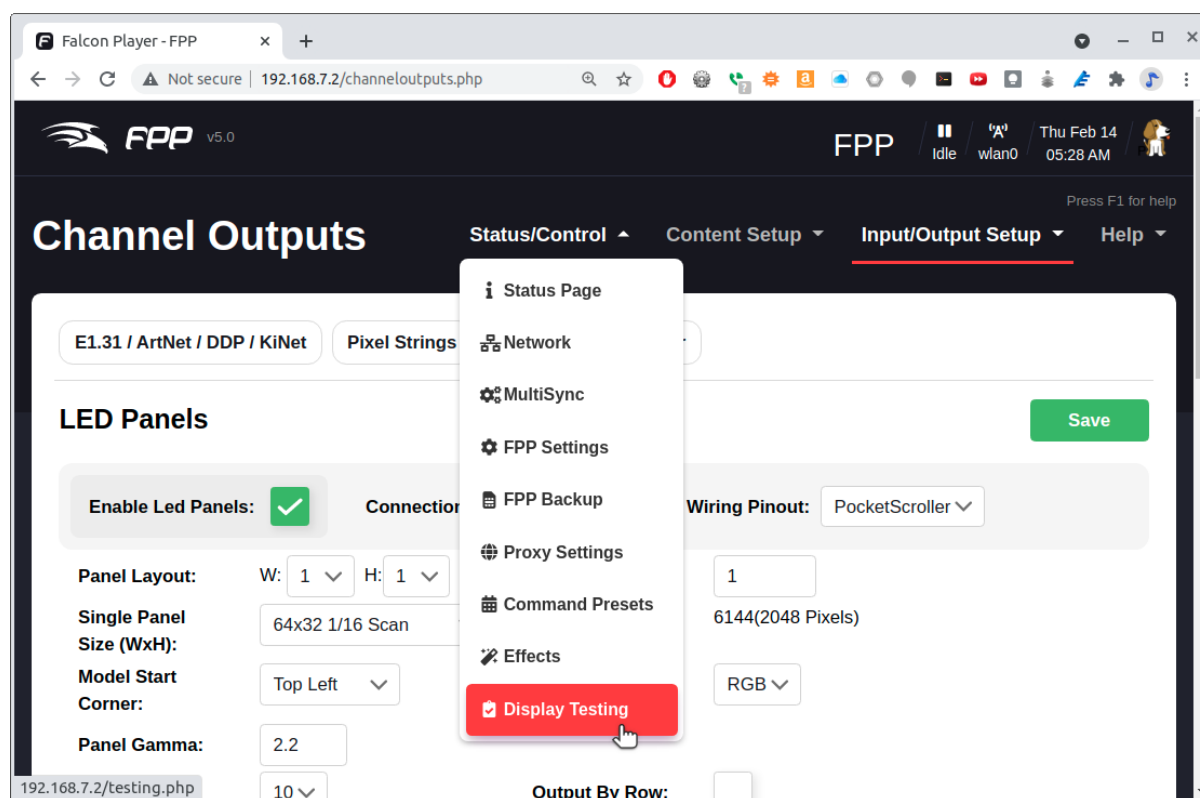 Falcon Player - FPP
Not secure | 192.168.7.2/channeloutputs.php
FPP v5.0
FPP
Idle
wlan0
Thu Feb 14
05:28 AM
Press F1 for help
Channel Outputs
Status/Control
Content Setup
Input/Output Setup
Help
Status Page
Network
MultiSync
FPP Settings
FPP Backup
Proxy Settings
Command Presets
Effects
Display Testing
E1.31 / ArtNet / DDP / KiNet
Pixel Strings
LED Panels
Save
Enable Led Panels:
Connection
Wiring Pinout:
PocketScroller
Panel Layout:
W: 1
H: 1
1
Single Panel
Size (WxH):
64x32 1/16 Scan
6144(2048 Pixels)
Model Start
Corner:
Top Left
RGB
Panel Gamma:
2.2
10
Output By Row:
192.168.7.2/testing.php